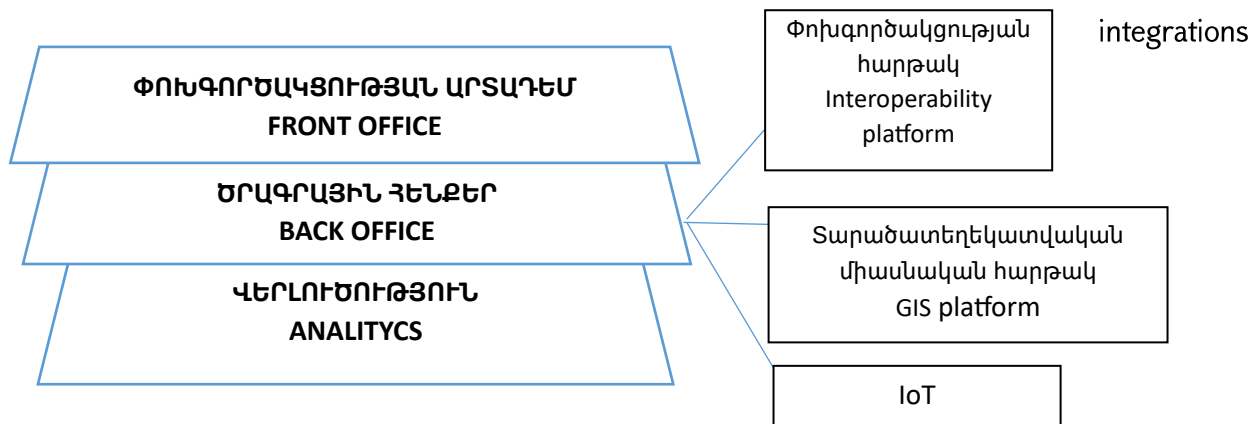 ՓՈԽԳՈՐԾԱԿՑՈՒԹՅԱՆ ԱՐՏԱԴԵՄ
FRONT OFFICE
ԾՐԱԳՐԱՅԻՆ ՀԵՆՔԵՐ
BACK OFFICE
ՎԵՐԼՈՒԾՈՒԹՅՈՒՆ
ANALITYCS
Փոխգործակցության
հարթակ
Interoperability
platform
integrations
Տարածատեղեկատվական
միասնական հարթակ
GIS platform
IoT